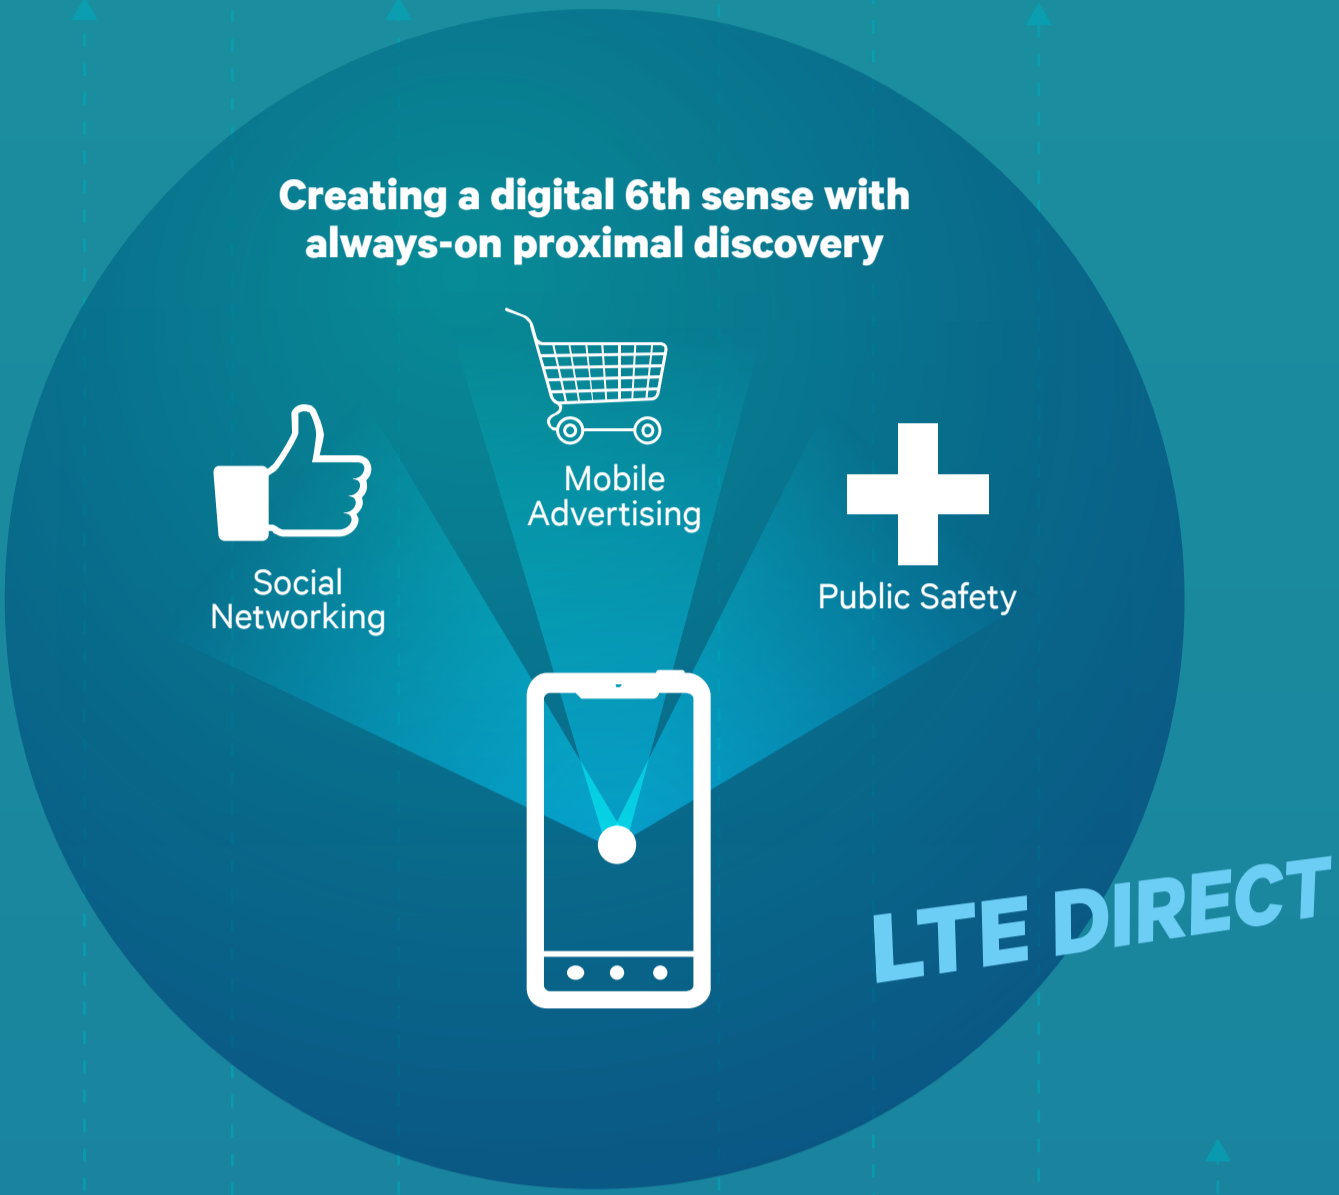 Creating a digital 6th sense with
always-on proximal discovery
Mobile
Advertising
Social
Networking
Public Safety
LTE DIRECT